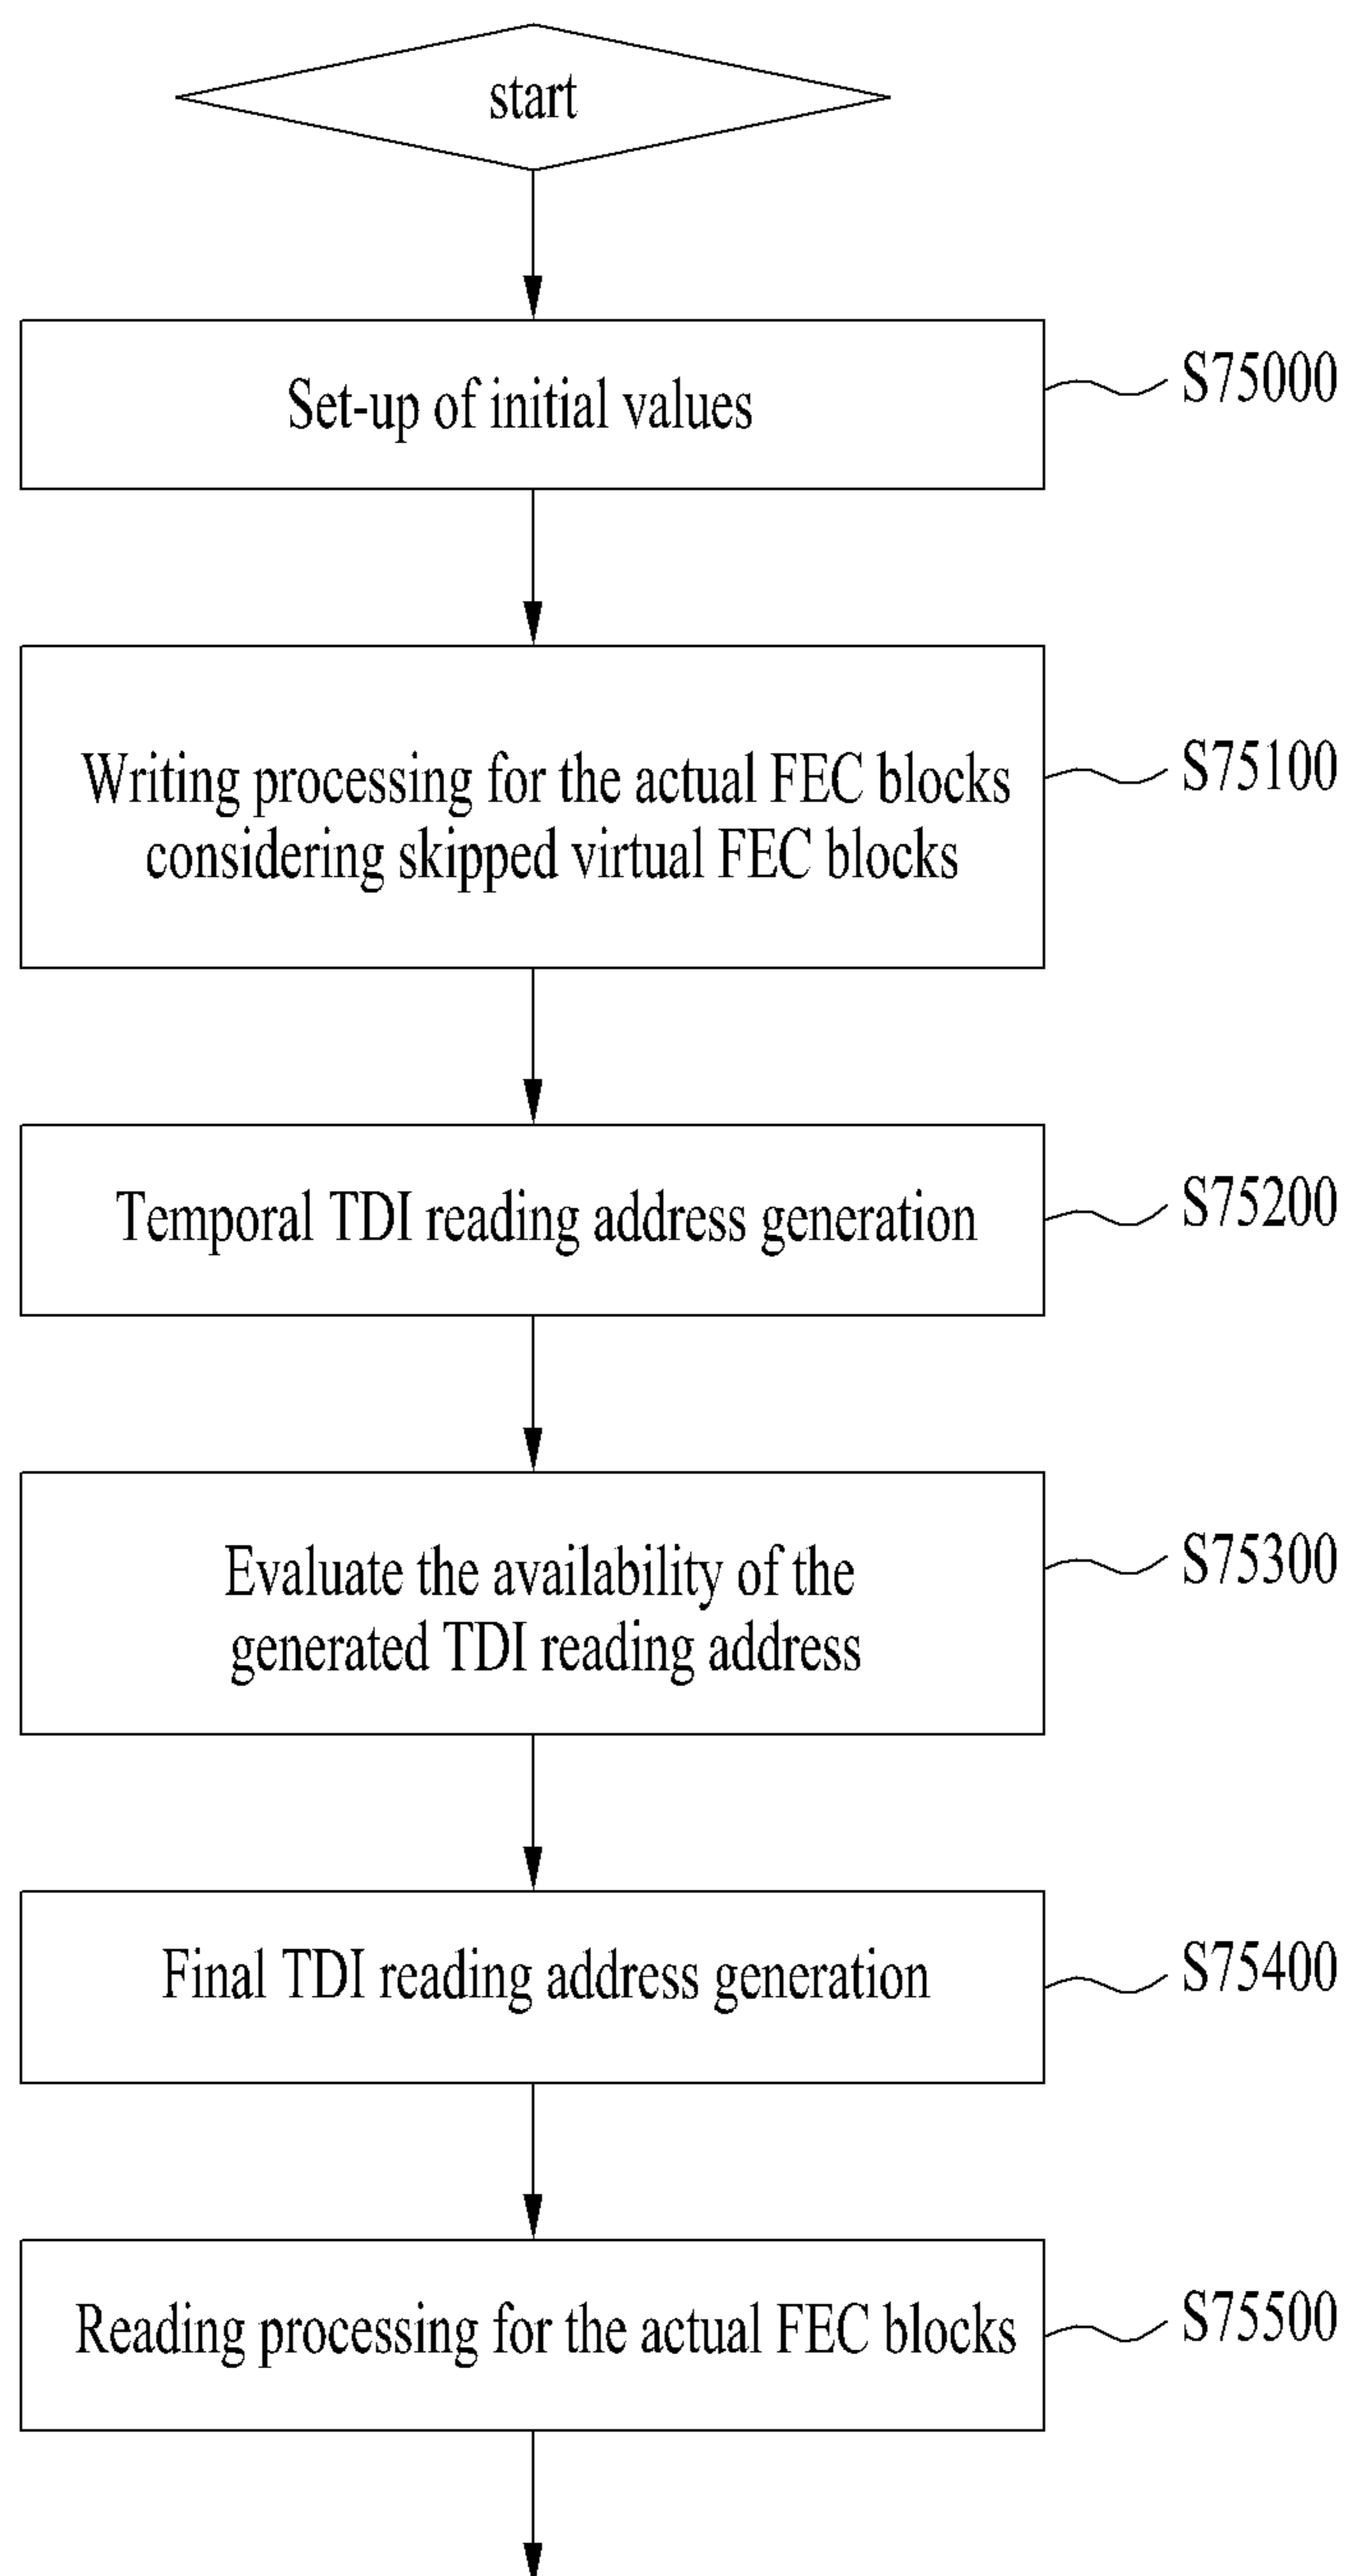 start
Set-up of initial values
S75000
Writing processing for the actual FEC blocks
considering skipped virtual FEC blocks
S75100
Temporal TDI reading address generation
S75200
Evaluate the availability of the
generated TDI reading address
S75300
Final TDI reading address generation
S75400
Reading processing for the actual FEC blocks
S75500